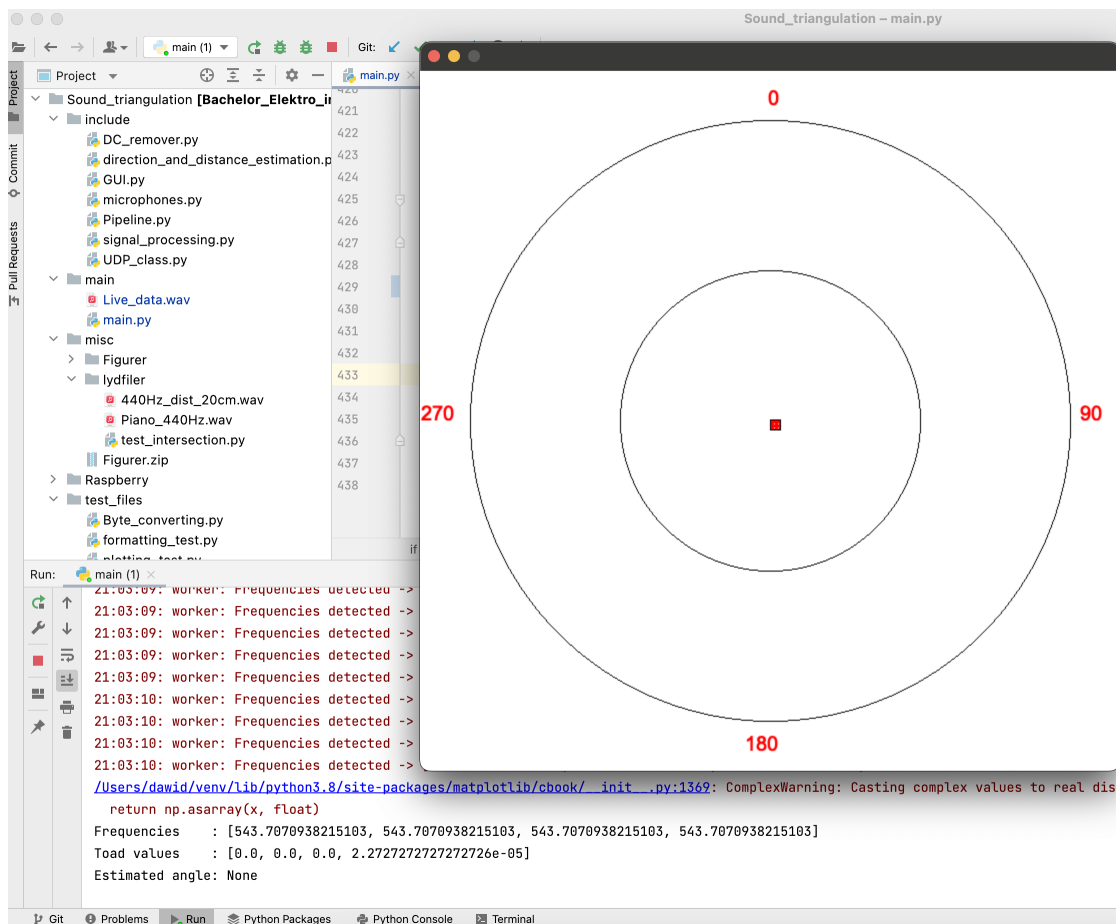 Sound_triangulation – main.py
main (1)
Git:
Project
main.py
Project
Commit
Pull Requests
Sound_triangulation [Bachelor_Elektro_ir
include
DC_remover.py
direction_and_distance_estimation.p
GUI.py
microphones.py
Pipeline.py
signal_processing.py
UDP_class.py
main
Live_data.wav
main.py
misc
Figurer
lydfiler
440Hz_dist_20cm.wav
Piano_440Hz.wav
test_intersection.py
Figurer.zip
Raspberry
test_files
Byte_converting.py
formatting_test.py
plotting_test.py
420
421
422
423
424
425
426
427
428
429
430
431
432
433
434
435
436
437
438
if
0
270
90
180
Run:
main (1)
21:03:09: worker: Frequencies detected ->
21:03:09: worker: Frequencies detected ->
21:03:09: worker: Frequencies detected ->
21:03:09: worker: Frequencies detected ->
21:03:09: worker: Frequencies detected ->
21:03:10: worker: Frequencies detected ->
21:03:10: worker: Frequencies detected ->
21:03:10: worker: Frequencies detected ->
21:03:10: worker: Frequencies detected ->
/Users/dawid/venv/lib/python3.8/site-packages/matplotlib/cbook/__init__.py:1369: ComplexWarning: Casting complex values to real dis
return np.asarray(x, float)
Frequencies    : [543.7070938215103, 543.7070938215103, 543.7070938215103, 543.7070938215103]
Toad values    : [0.0, 0.0, 0.0, 2.2727272727272726e-05]
Estimated angle: None
Git
Problems
Run
Python Packages
Python Console
Terminal